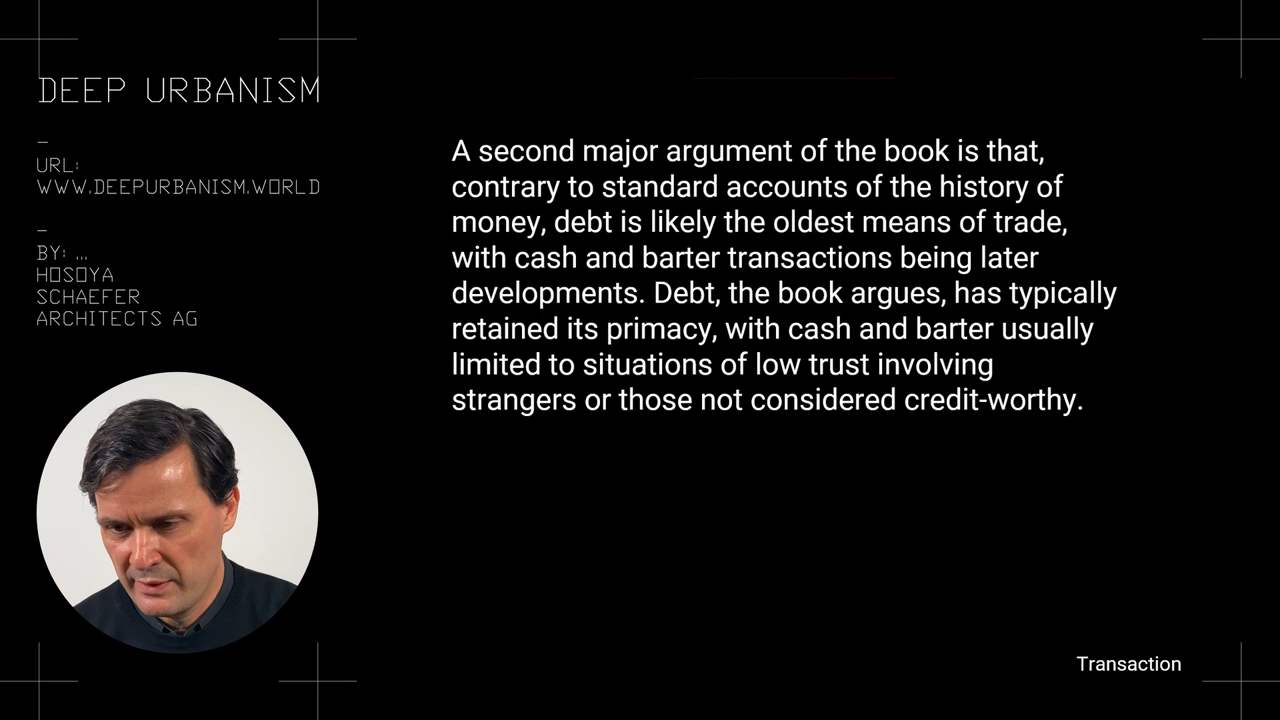 DEEP URBANISM
–
URL:
WWW.DEEPURBANISM.WORLD
–
BY: ...
HOSOYA
SCHAEFER
ARCHITECTS AG
A second major argument of the book is that,
contrary to standard accounts of the history of
money, debt is likely the oldest means of trade,
with cash and barter transactions being later
developments. Debt, the book argues, has typically
retained its primacy, with cash and barter usually
limited to situations of low trust involving
strangers or those not considered credit-worthy.
Transaction